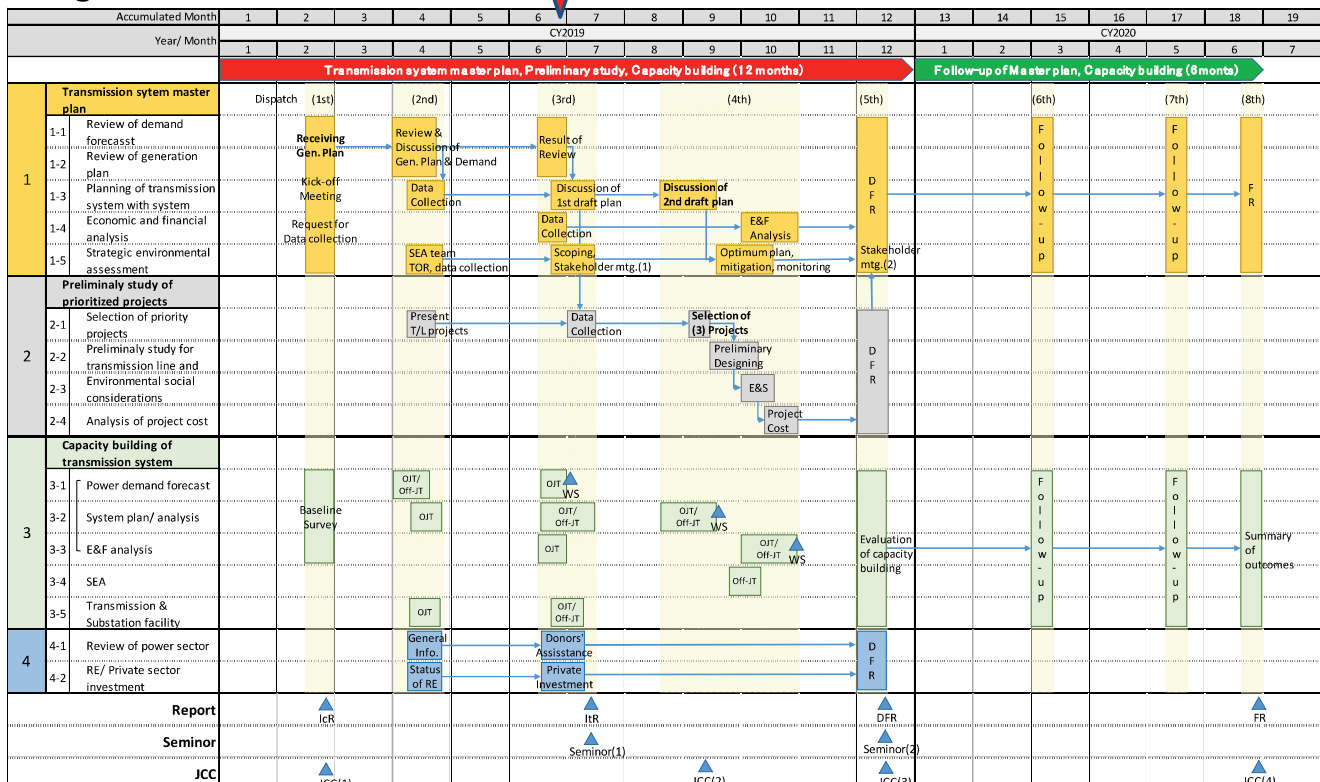 Accumulated Month 1 2 3 4 5 6 7 8 9 10 11 12 13 14 15 16 17 18 19
Year/ Month CY2019 CY2020
1 2 3 4 5 6 7 8 9 10 11 12 1 2 3 4 5 6 7
Transmission system master plan, Preliminary study, Capacity building (12 months) Follow-up of Master plan, Capacity building (6 monts)
1
Transmission sytem master
plan
Dispatch (1st) (2nd) (3rd) (4th) (5th) (6th) (7th) (8th)
1-1 Review of demand
forecasst
1-2 Review of generation
plan
1-3 Planning of transmission
system with system
1-4 Economic and financial
analysis
1-5 Strategic environmental
assessment
Receiving
Gen. Plan
Kick-off
Meeting
Request for
Data collection
Review &
Discussion of
Gen. Plan & Demand
Result of
Review
Data
Collection
Discussion of
1st draft plan
Discussion of
2nd draft plan
Data
Collection
E&F
Analysis
SEA team
TOR, data collection
Scoping,
Stakeholder mtg.(1)
Optimum plan,
mitigation, monitoring
DFR
Stakeholder
mtg.(2)
Follow-up
Follow-up
FR
2
Preliminaly study of
prioritized projects
2-1 Selection of priority
projects
2-2 Preliminaly study for
transmission line and
2-3 Environmental social
considerations
2-4 Analysis of project cost
Present
T/L projects
Data
Collection
Selection of
(3) Projects
Preliminary
Designing
E&S
Project
Cost
DFR
3
Capacity building of
transmission system
3-1 Power demand forecast
3-2 System plan/ analysis
3-3 E&F analysis
3-4 SEA
3-5 Transmission &
Substation facility
Baseline
Survey
OJT/
Off-JT
OJT
WS
OJT
OJT/
Off-JT
OJT/
Off-JT
WS
OJT
OJT/
Off-JT
WS
Off-JT
OJT
OJT/
Off-JT
Evaluation
of capacity
building
Follow-up
Follow-up
Summary
of
outcomes
4
4-1 Review of power sector
4-2 RE/ Private sector
investment
General
Info.
Donors'
Assisstance
Status
of RE
Private
Investment
DFR
Report
IcR ItR DFR FR
Seminor
Seminor(1) Seminor(2)
JCC
JCC(1) JCC(2) JCC(3) JCC(4)